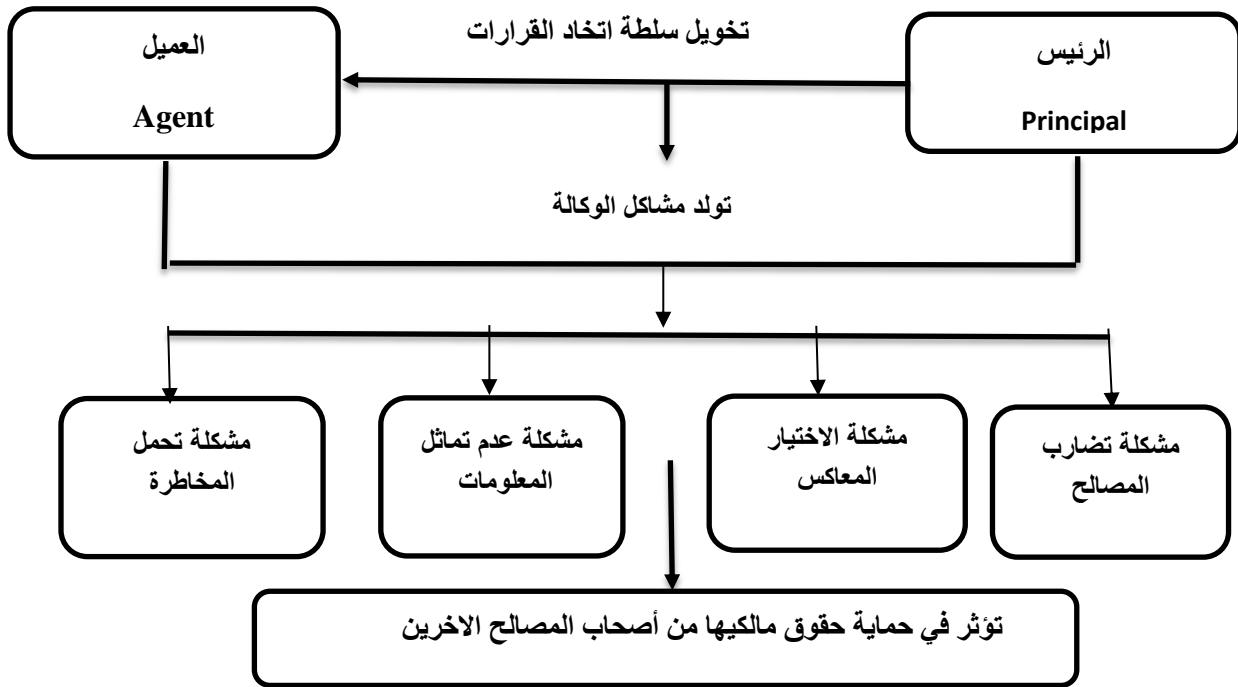 تخويل سلطة اتخاد القرارات
الرئيس
Principal
العميل
Agent
تولد مشاكل الوكالة
مشكلة تضارب
المصالح
مشكلة الاختيار
المعاكس
مشكلة عدم تماثل
المعلومات
مشكلة تحمل
المخاطرة
تؤثر في حماية حقوق مالكيها من أصحاب المصالح الاخرين